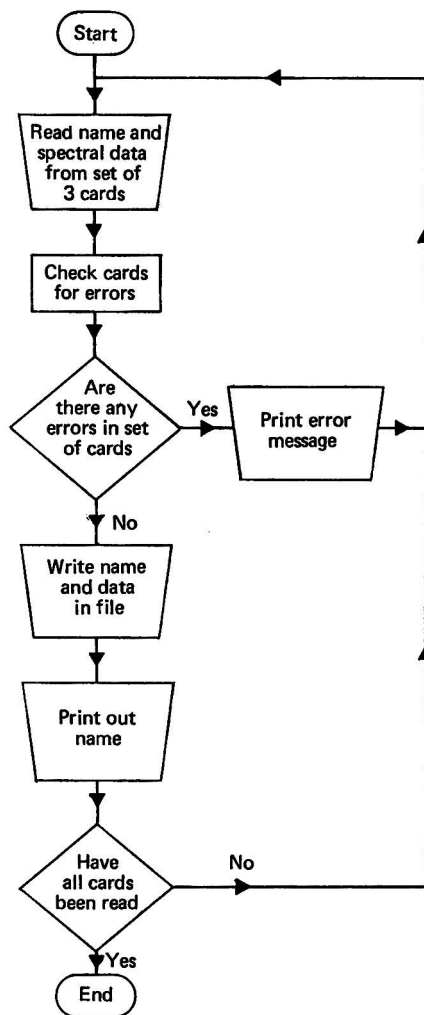 Start
Read name and
spectral data
from set of
3 cards
Check cards
for errors
Are
there any
errors in set
of cards
Yes
Print error
message
No
Write name
and data
in file
Print out
name
Have
all cards
been read
No
Yes
End